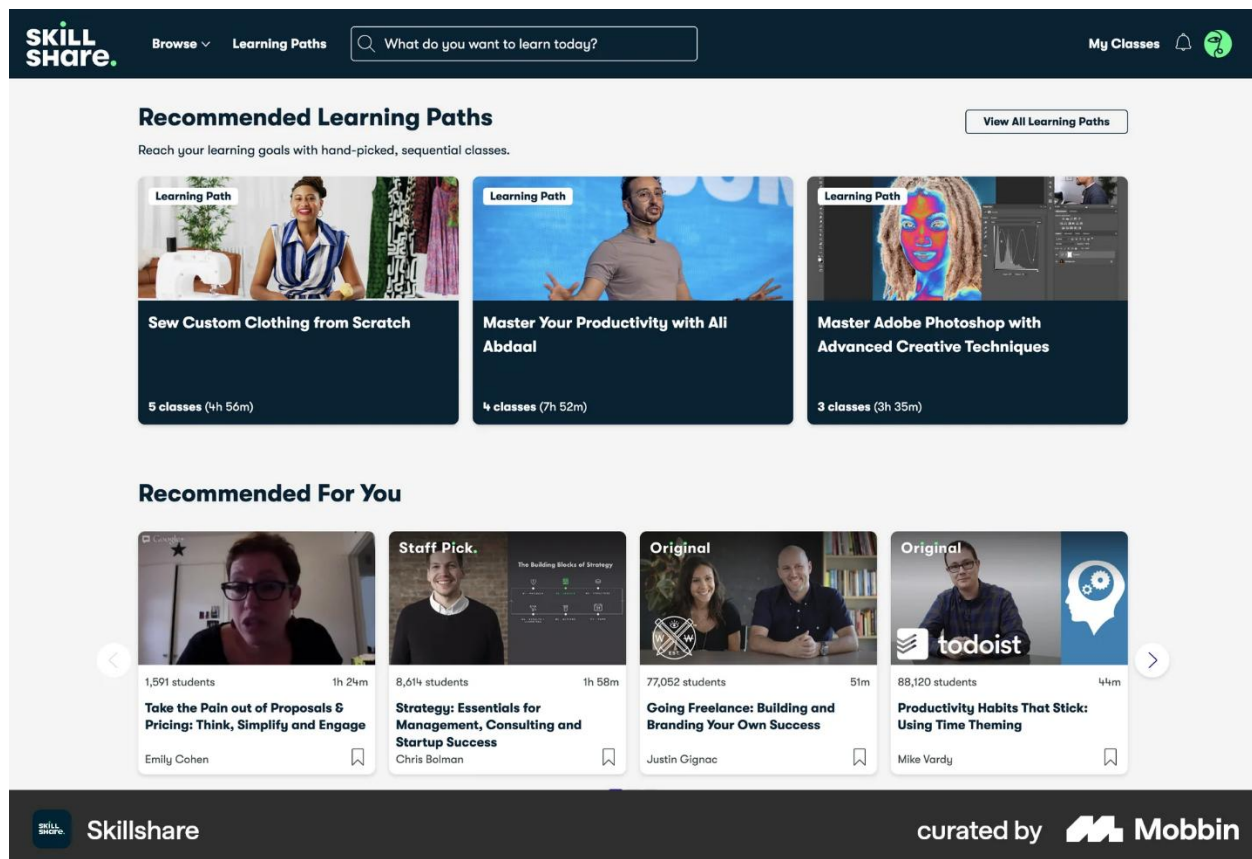 SKILL
SHare.
Browse
Learning Paths
What do you want to learn today?
My Classes
Recommended Learning Paths
View All Learning Paths
Reach your learning goals with hand-picked, sequential classes.
Learning Path
Learning Path
Learning Path
Sew Custom Clothing from Scratch
Master Your Productivity with Ali
Abdaal
Master Adobe Photoshop with
Advanced Creative Techniques
5 classes (4h 56m)
4 classes (7h 52m)
3 classes (3h 35m)
Recommended For You
Google+
Staff Pick.
The Building Blocks of Strategy
Original
W W
EST.
Original
todoist
1,591 students 1h 24m
Take the Pain out of Proposals &
Pricing: Think, Simplify and Engage
Emily Cohen
8,614 students 1h 58m
Strategy: Essentials for
Management, Consulting and
Startup Success
Chris Bolman
77,052 students 51m
Going Freelance: Building and
Branding Your Own Success
Justin Gignac
88,120 students 44m
Productivity Habits That Stick:
Using Time Theming
Mike Vardy
SKILL
SHare.
Skillshare
curated by Mobbin